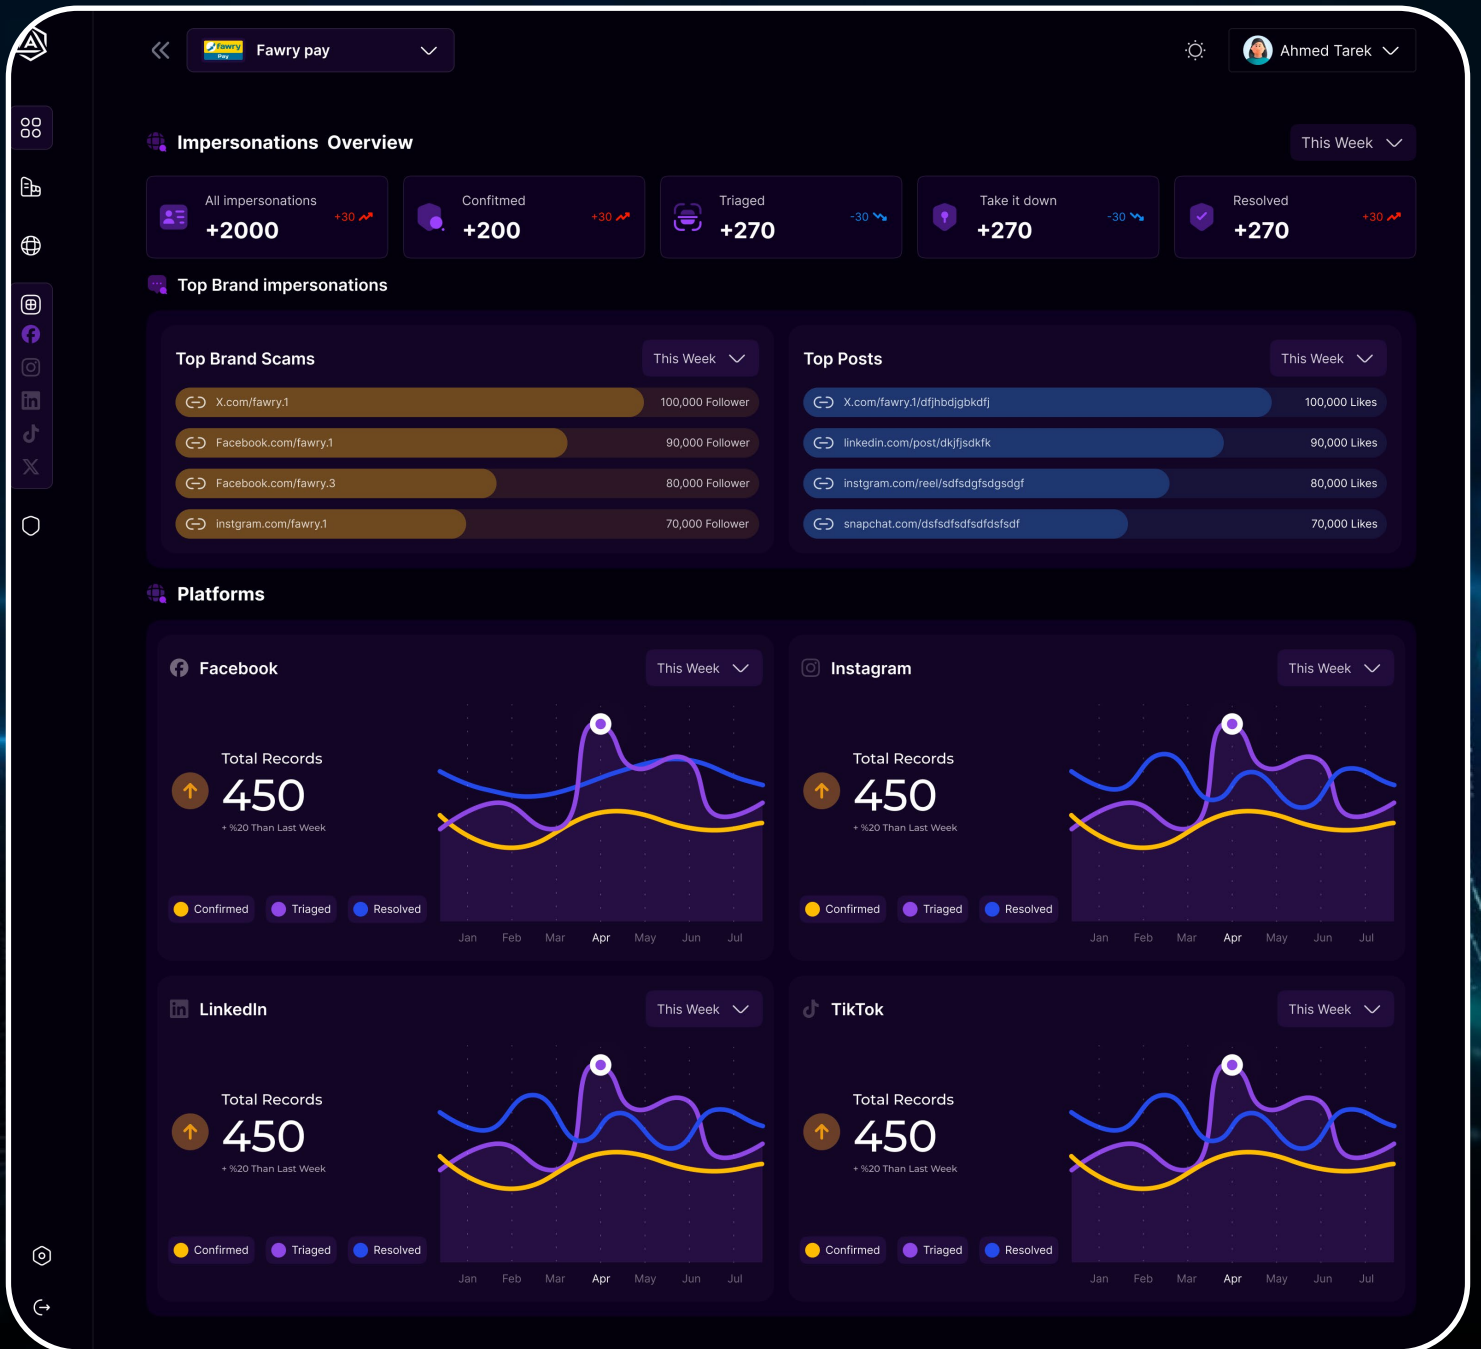 fawry
Pay
Fawry pay
Ahmed Tarek
Impersonations Overview
This Week
All impersonations
+2000
+30
Confitmed
+200
+30
Triaged
+270
-30
Take it down
+270
-30
Resolved
+270
+30
Top Brand impersonations
Top Brand Scams
This Week
X.com/fawry.1
100,000 Follower
Facebook.com/fawry.1
90,000 Follower
Facebook.com/fawry.3
80,000 Follower
instgram.com/fawry.1
70,000 Follower
Top Posts
This Week
X.com/fawry.1/dfjhbdjgbkdfj
100,000 Likes
linkedin.com/post/dkjfjsdkfk
90,000 Likes
instgram.com/reel/sdfsdgfsdgsdgf
80,000 Likes
snapchat.com/dsfsdfsdfsdfdsfsdf
70,000 Likes
Platforms
Facebook
This Week
Total Records
450
+ %20 Than Last Week
Confirmed
Triaged
Resolved
Jan Feb Mar Apr May Jun Jul
Instagram
This Week
Total Records
450
+ %20 Than Last Week
Confirmed
Triaged
Resolved
Jan Feb Mar Apr May Jun Jul
LinkedIn
This Week
Total Records
450
+ %20 Than Last Week
Confirmed
Triaged
Resolved
Jan Feb Mar Apr May Jun Jul
TikTok
This Week
Total Records
450
+ %20 Than Last Week
Confirmed
Triaged
Resolved
Jan Feb Mar Apr May Jun Jul